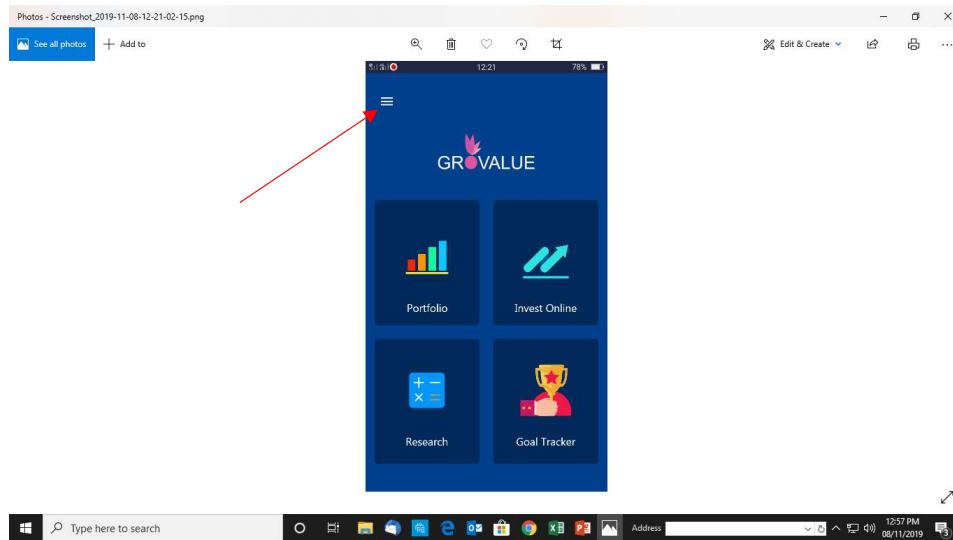 Photos - Screenshot_2019-11-08-12-21-02-15.png
See all photos + Add to Edit & Create
12:21 78%
GROVALUE
Portfolio Invest Online
Research Goal Tracker
Type here to search Address 12:57 PM
08/11/2019
3